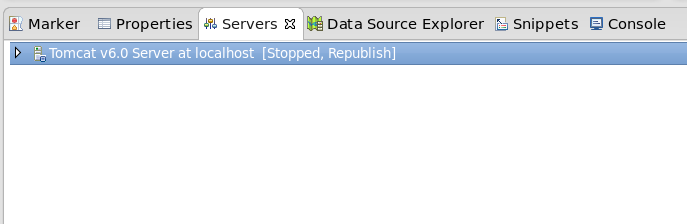 Marker Properties Servers Data Source Explorer Snippets Console
Tomcat v6.0 Server at localhost [Stopped, Republish]